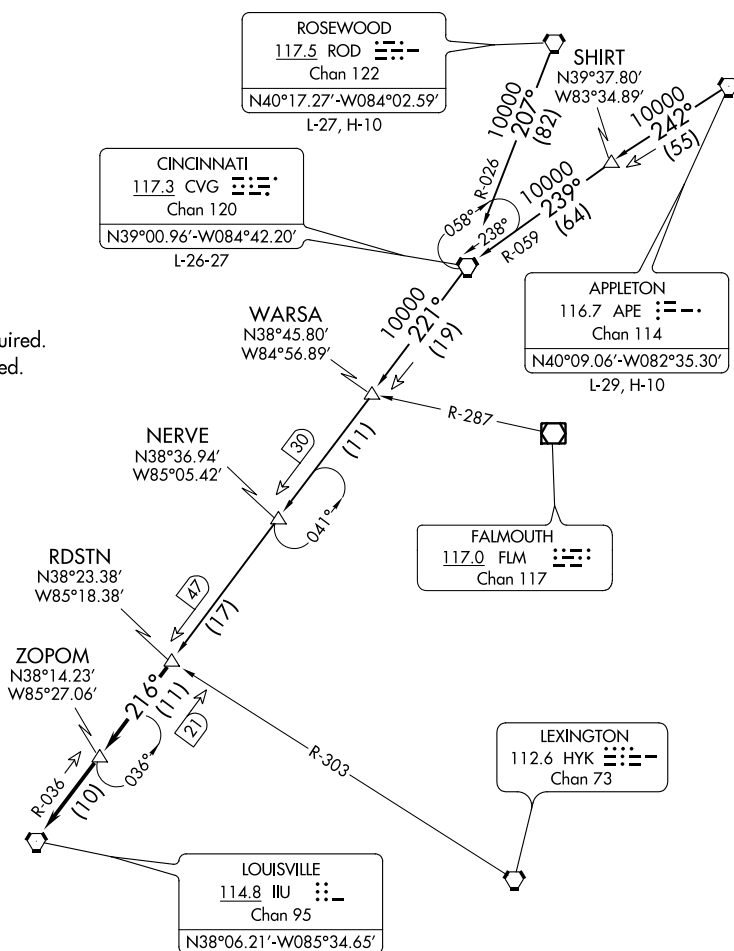 ROSEWOOD
117.5 ROD
Chan 122
N40°17.27'-W084°02.59'
L-27, H-10
SHIRT
N39°37.80'
W83°34.89'
10000
207°
(82)
R-026
10000
242°
(55)
10000
239°
(64)
R-059
058°
238°
CINCINNATI
117.3 CVG
Chan 120
N39°00.96'-W084°42.20'
L-26-27
APPLETON
116.7 APE
Chan 114
N40°09.06'-W082°35.30'
L-29, H-10
uired.
ed.
WARSA
N38°45.80'
W84°56.89'
10000
221°
(19)
R-287
NERVE
N38°36.94'
W85°05.42'
30
(11)
041°
FALMOUTH
117.0 FLM
Chan 117
RDSTN
N38°23.38'
W85°18.38'
47
(17)
ZOPOM
N38°14.23'
W85°27.06'
216°
(11)
21
036°
R-303
R-036
(10)
LEXINGTON
112.6 HYK
Chan 73
LOUISVILLE
114.8 IIU
Chan 95
N38°06.21'-W085°34.65'